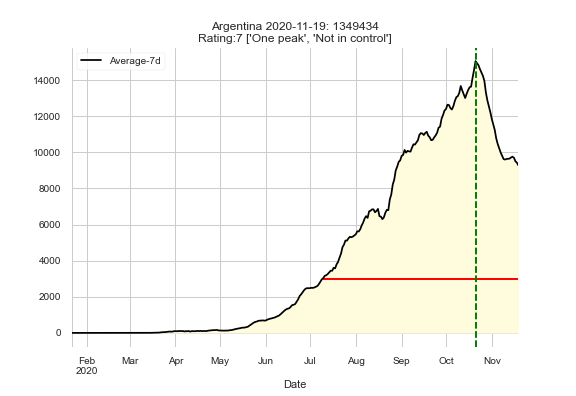 Argentina 2020-11-19: 1349434
Rating:7 ['One peak', 'Not in control']
Average-7d
14000
12000
10000
8000
6000
4000
2000
0
Feb Mar Apr May Jun Jul Aug Sep Oct Nov
2020
Date